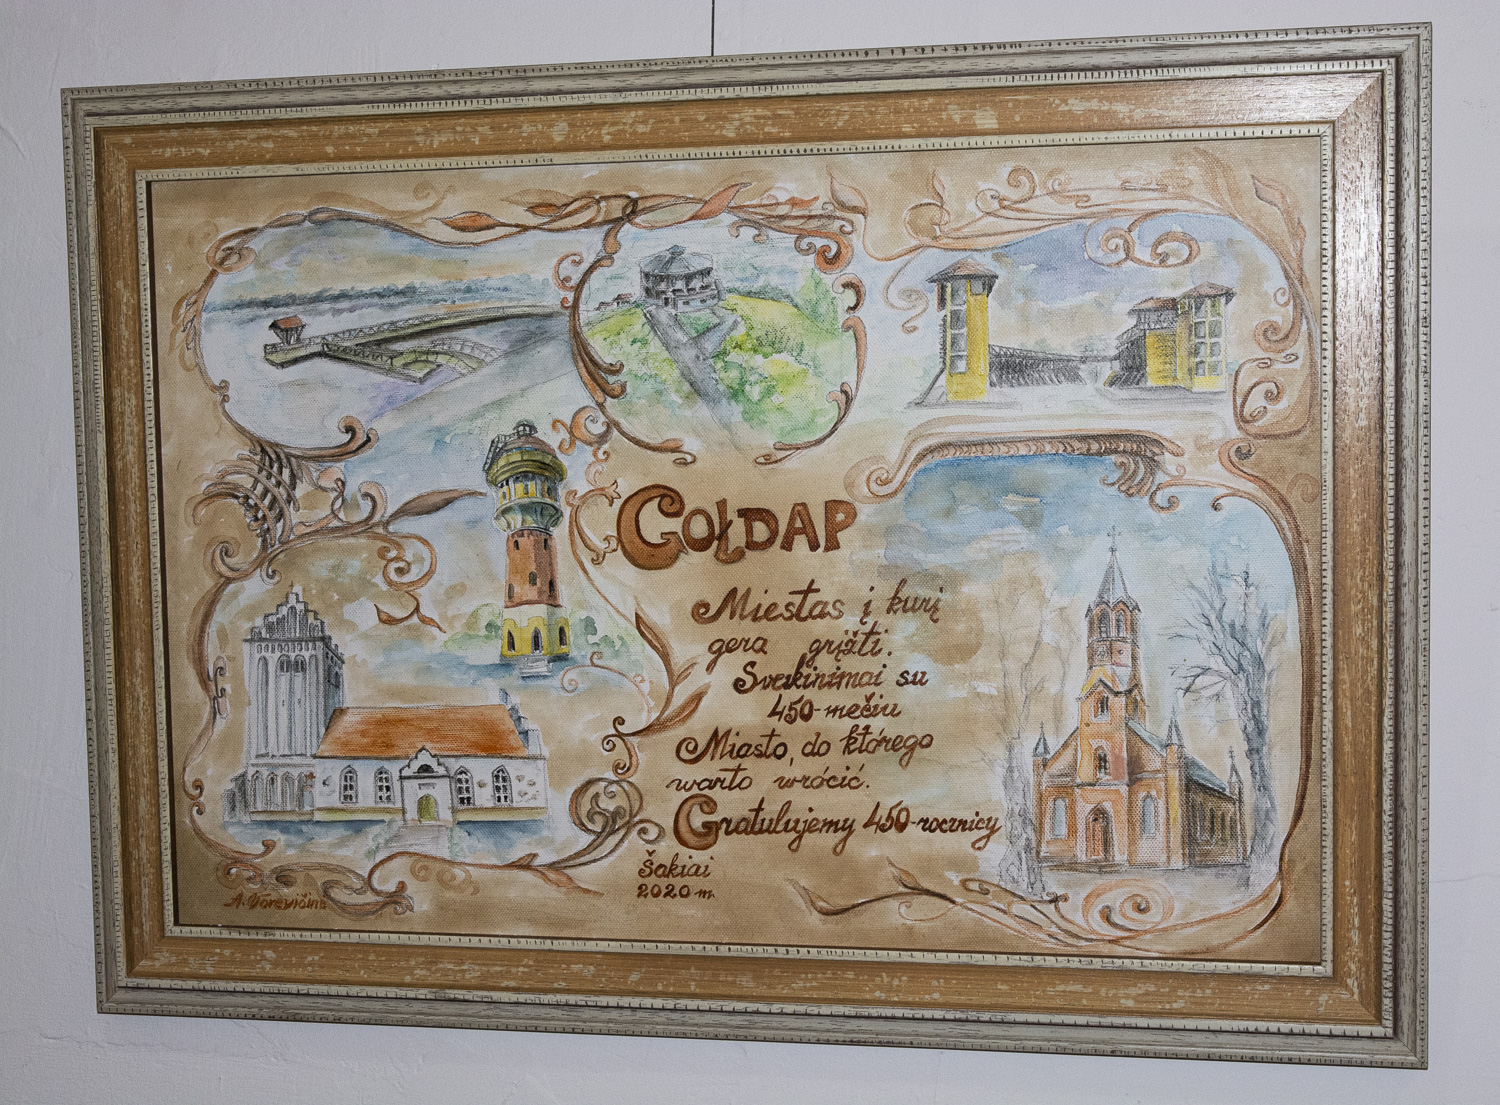 GOŁDAP
Miestas į kurį
gera grįžti.
Sveikinimai su
450-mečiu
Miasto, do którego
warto wrócić.
Gratulujemy 450-rocznicy
Šakiai
2020 m.
A.